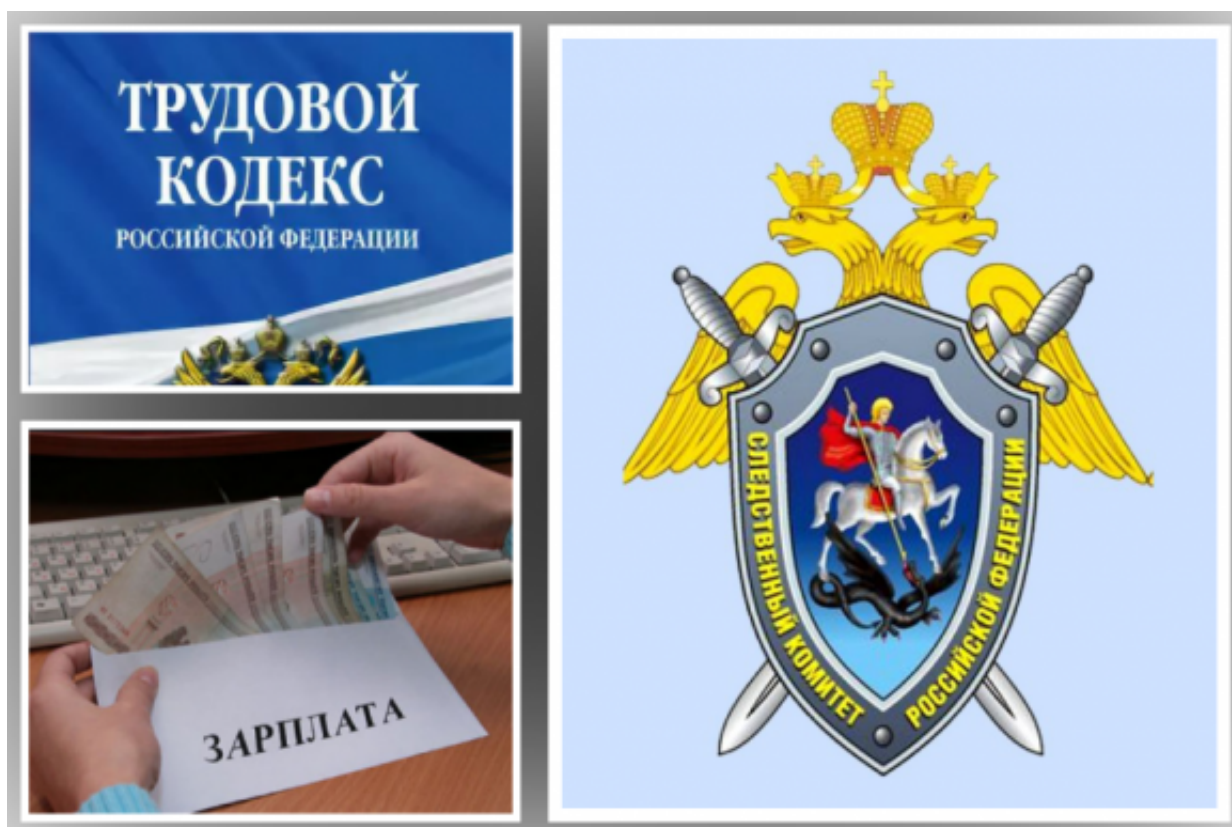 ТРУДОВОЙ
КОДЕКС
РОССИЙСКОЙ ФЕДЕРАЦИИ
ЗАРПЛАТА
СЛЕДСТВЕННЫЙ КОМИТЕТ
РОССИЙСКОЙ ФЕДЕРАЦИИ